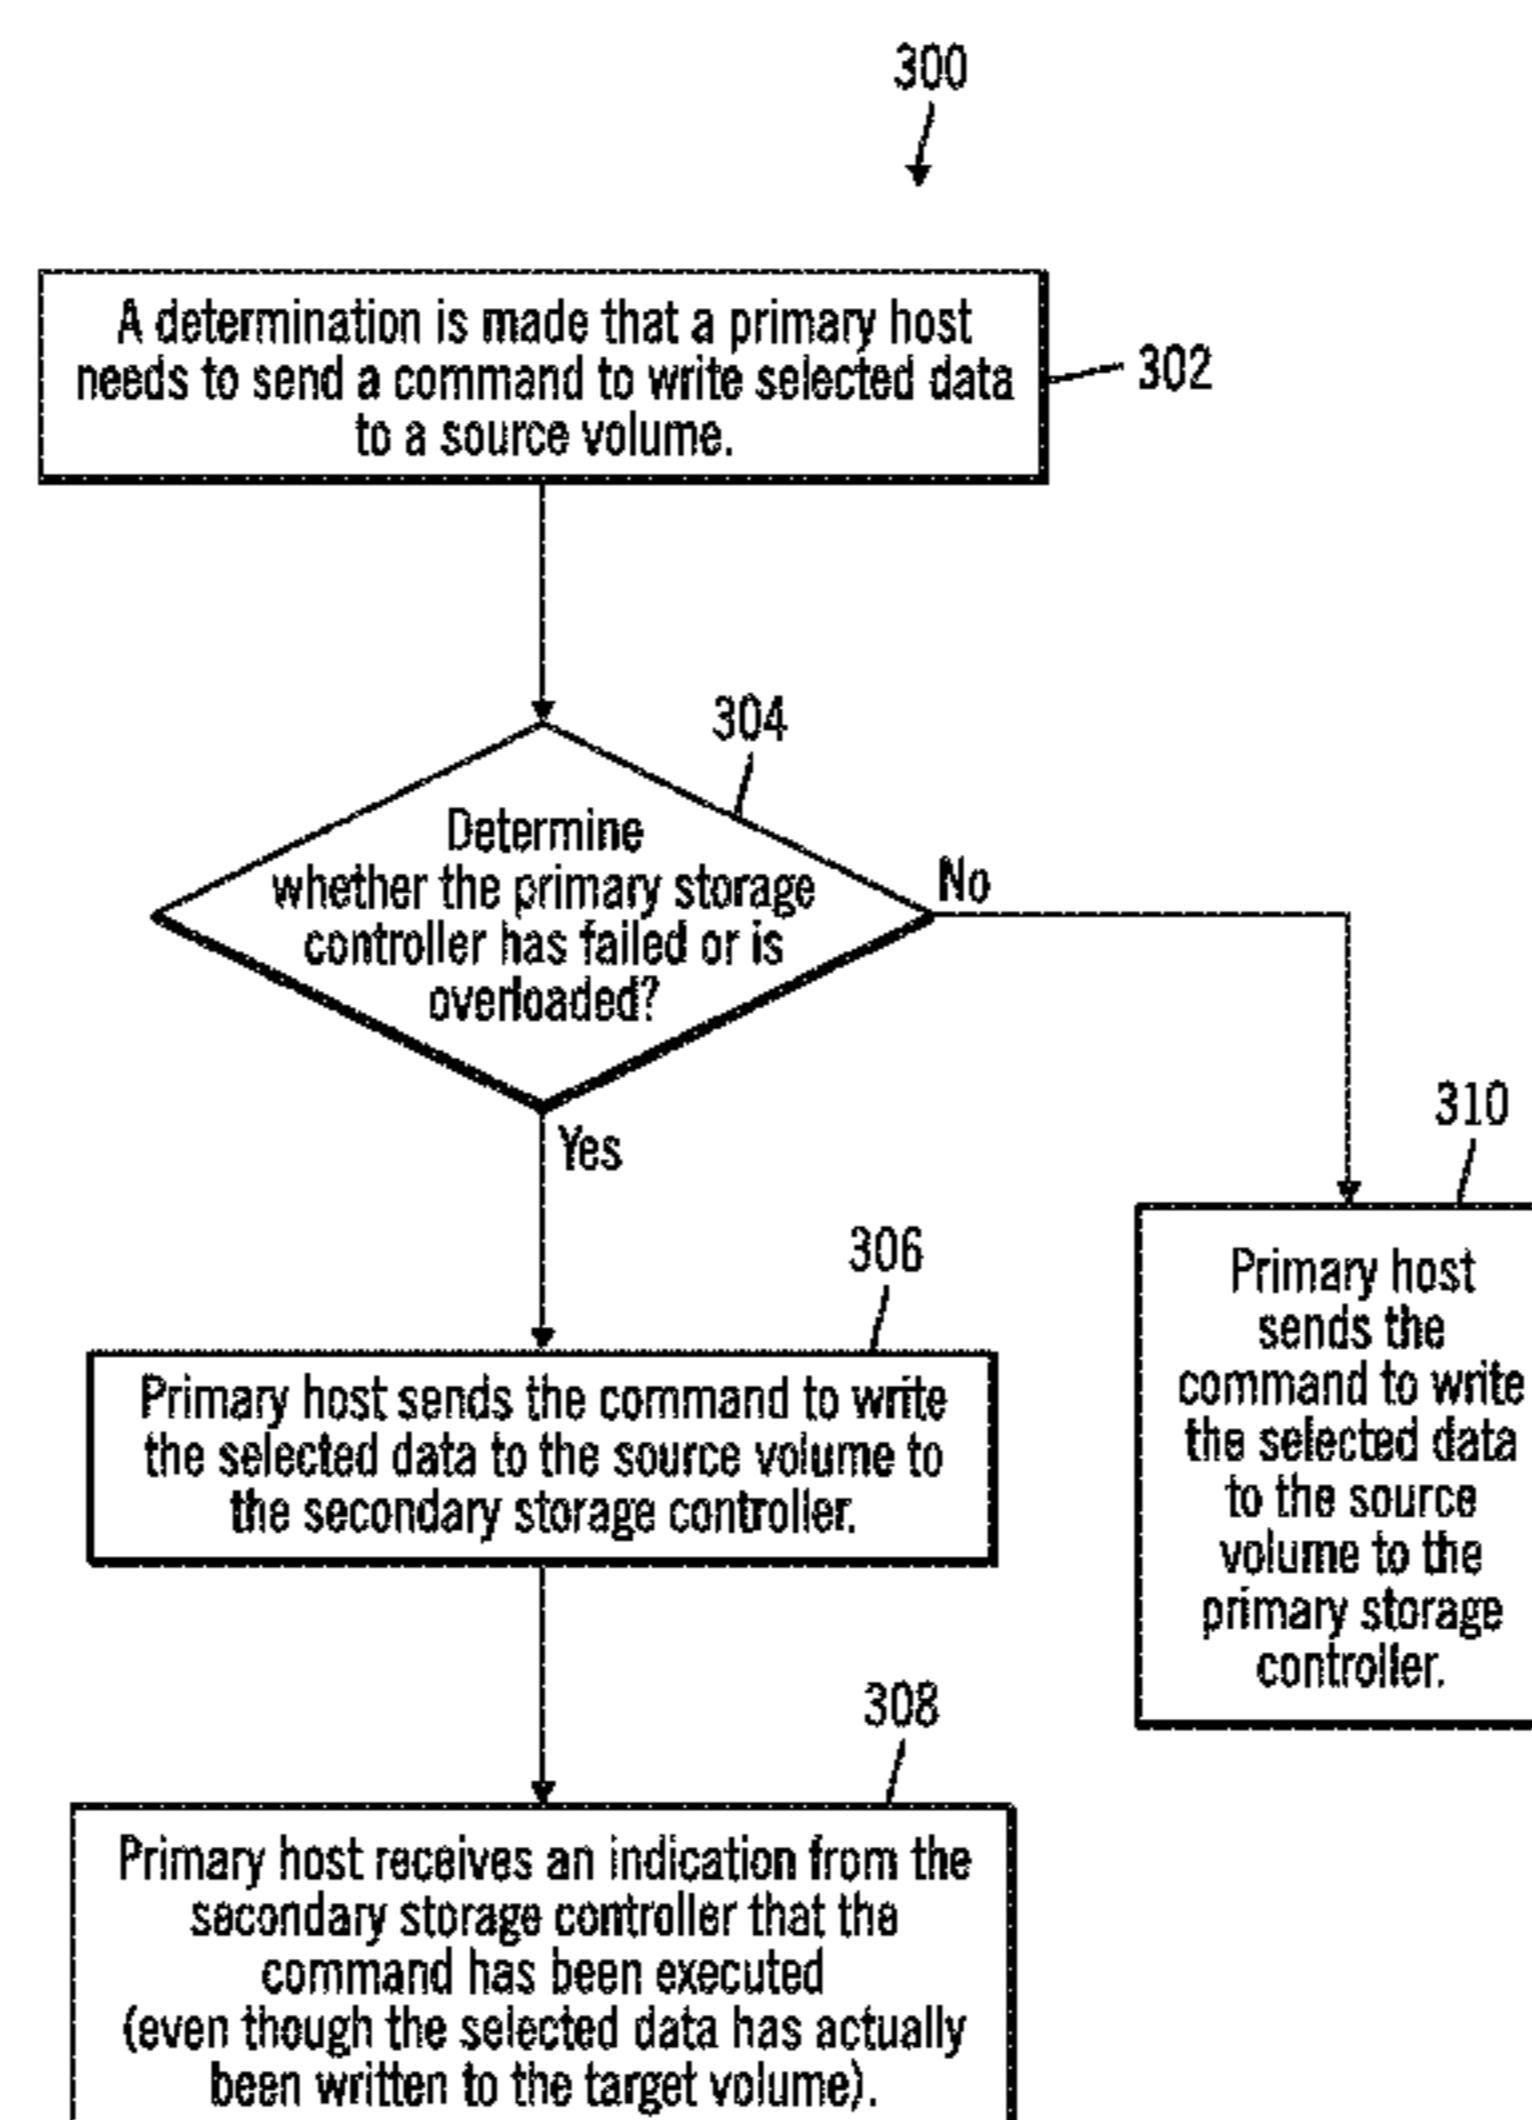 300
A determination is made that a primary host
needs to send a command to write selected data
to a source volume.
302
304
Determine
whether the primary storage
controller has failed or is
overloaded?
No
Yes
306
Primary host sends the command to write
the selected data to the source volume to
the secondary storage controller.
310
Primary host
sends the
command to write
the selected data
to the source
volume to the
primary storage
controller.
308
Primary host receives an indication from the
secondary storage controller that the
command has been executed
(even though the selected data has actually
been written to the target volume).